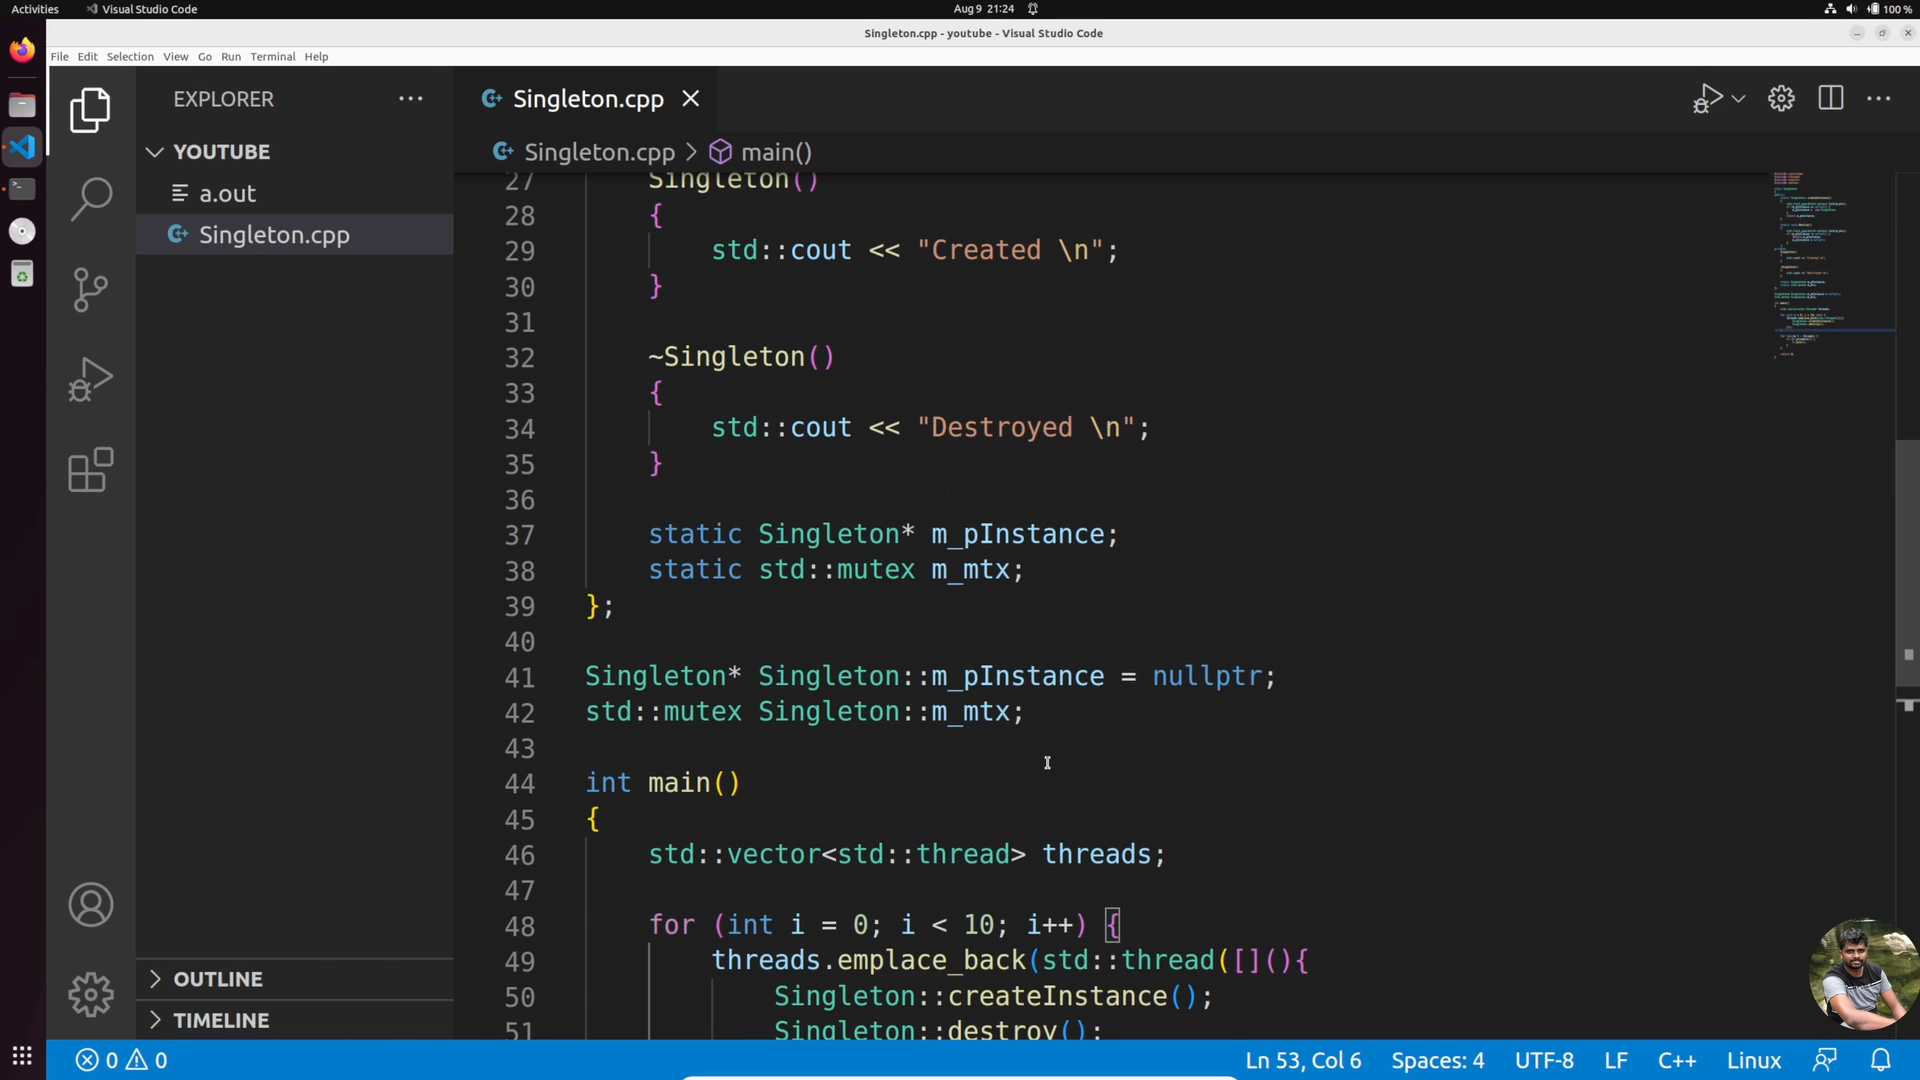 Activities
Visual Studio Code
Aug 9 21:24
100 %
Singleton.cpp - youtube - Visual Studio Code
File Edit Selection View Go Run Terminal Help
EXPLORER
YOUTUBE
a.out
Singleton.cpp
OUTLINE
TIMELINE
Singleton.cpp
Singleton.cpp > main()
27 Singleton()
28 {
29 std::cout << "Created \n";
30 }
31
32 ~Singleton()
33 {
34 std::cout << "Destroyed \n";
35 }
36
37 static Singleton* m_pInstance;
38 static std::mutex m_mtx;
39 };
40
41 Singleton* Singleton::m_pInstance = nullptr;
42 std::mutex Singleton::m_mtx;
43
44 int main()
45 {
46 std::vector<std::thread> threads;
47
48 for (int i = 0; i < 10; i++) {
49 threads.emplace_back(std::thread([](){
50 Singleton::createInstance();
51 Singleton::destroy();
0 0
Ln 53, Col 6
Spaces: 4
UTF-8
LF
C++
Linux